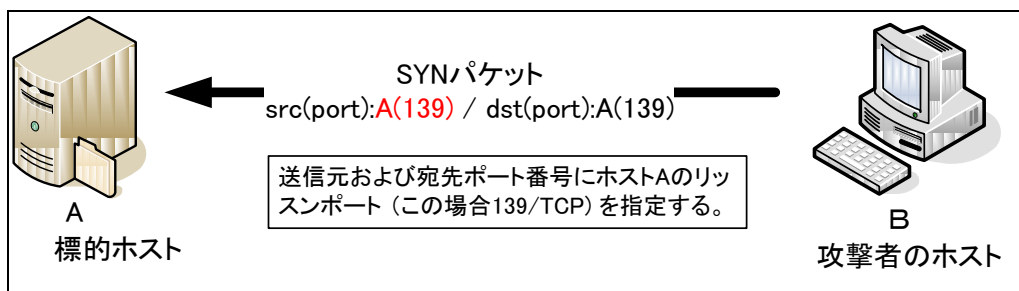 SYNパケット
src(port):A(139) / dst(port):A(139)
送信元および宛先ポート番号にホストAのリッ
スンポート (この場合139/TCP) を指定する。
A
標的ホスト
B
攻撃者のホスト